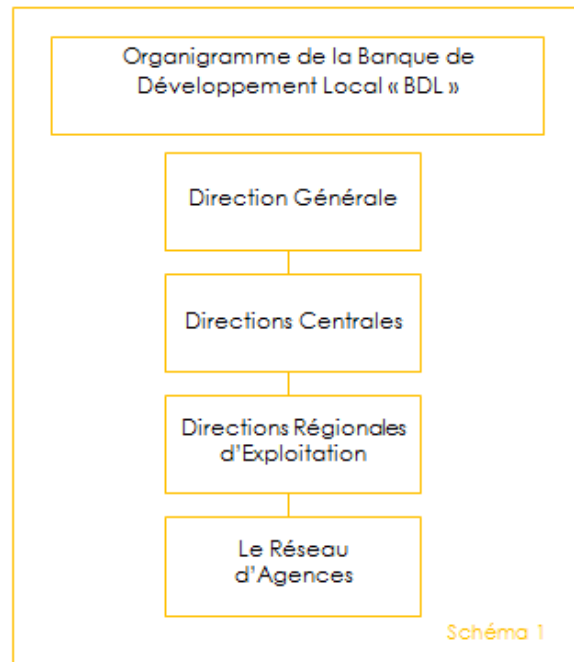 Organigramme de la Banque de
Développement Local « BDL »
Direction Générale
Directions Centrales
Directions Régionales
d'Exploitation
Le Réseau
d'Agences
Schéma 1